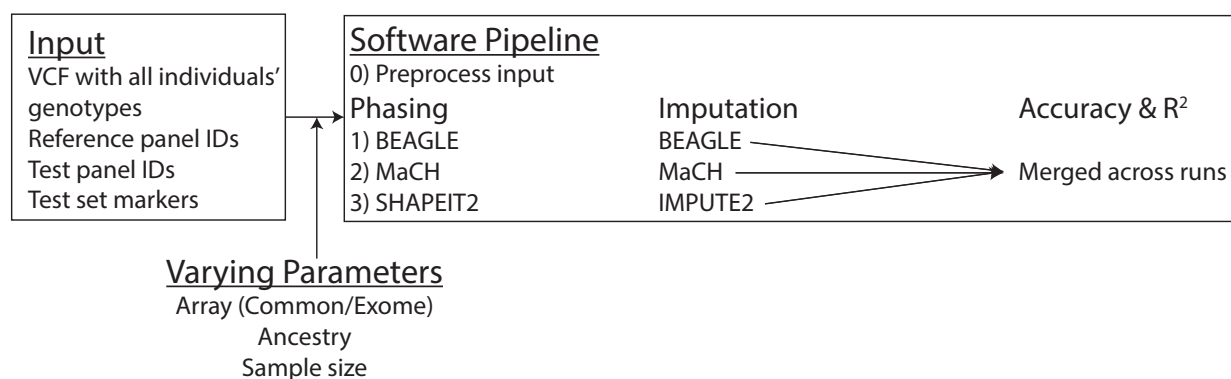 Input
VCF with all individuals’
genotypes
Reference panel IDs
Test panel IDs
Test set markers
Software Pipeline
0) Preprocess input
Phasing Imputation Accuracy & R²
1) BEAGLE BEAGLE
2) MaCH MaCH Merged across runs
3) SHAPEIT2 IMPUTE2
Varying Parameters
Array (Common/Exome)
Ancestry
Sample size